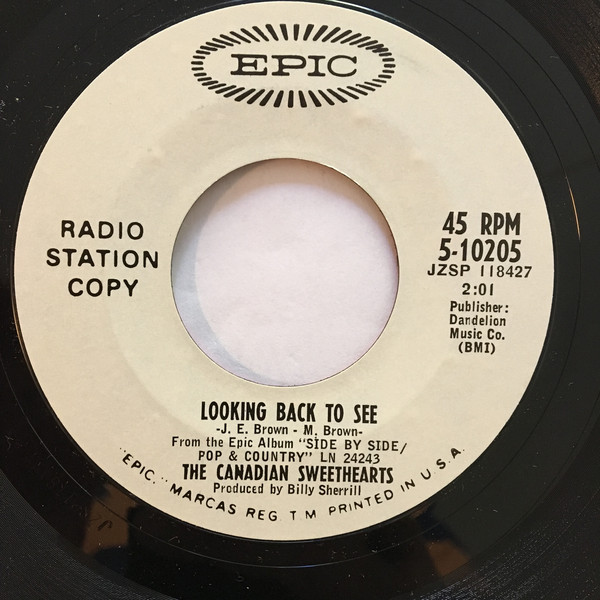 EPIC
RADIO
STATION
COPY
45 RPM
5-10205
JZSP 118427
2:01
Publisher:
Dandelion
Music Co.
(BMI)
LOOKING BACK TO SEE
-J. E. Brown - M. Brown-
From the Epic Album "SIDE BY SIDE/
POP & COUNTRY" LN 24243
THE CANADIAN SWEETHEARTS
Produced by Billy Sherrill
"EPIC," MARCAS REG. T M PRINTED IN U.S.A.